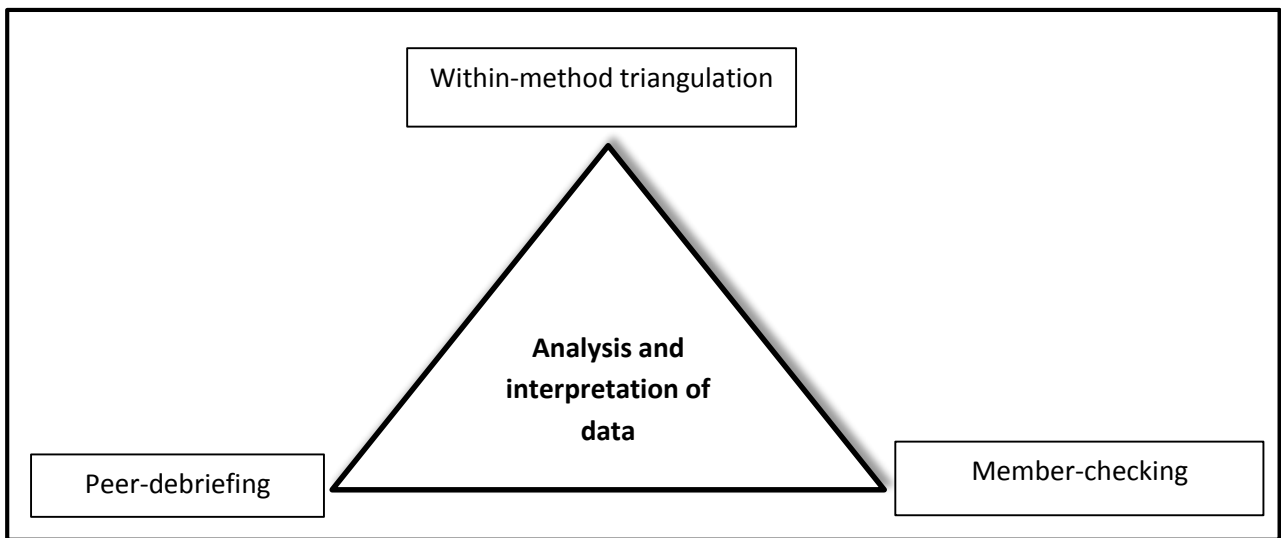 Within-method triangulation
Analysis and
interpretation of
data
Peer-debriefing
Member-checking